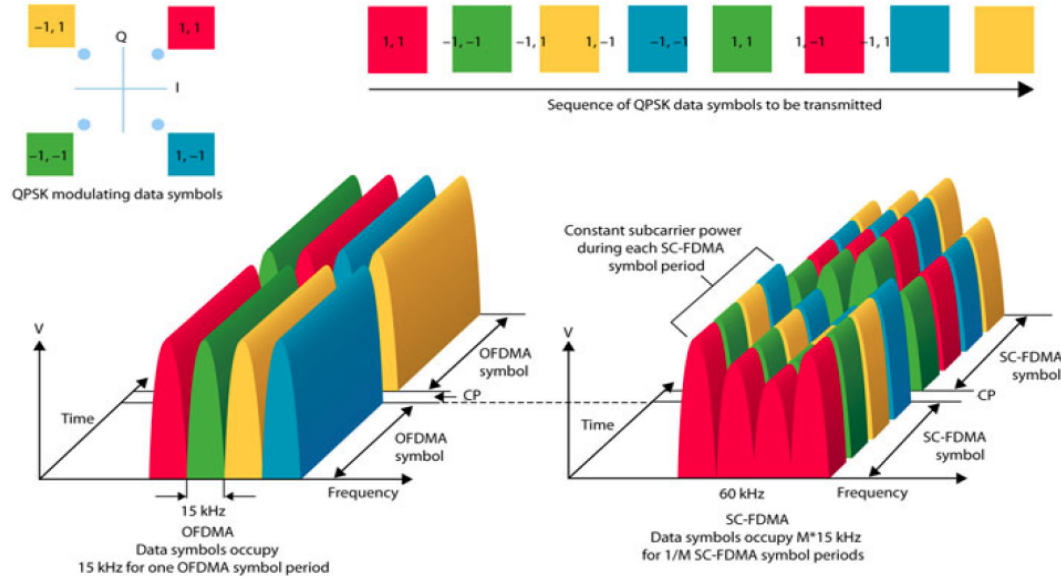 –1, 1
1, 1
Q
I
–1, –1
1, –1
QPSK modulating data symbols
1, 1
–1,–1
–1, 1
1, –1
–1, –1
1, 1
1, –1
–1, 1
Sequence of QPSK data symbols to be transmitted
Constant subcarrier power
during each SC-FDMA
symbol period
V
Time
OFDMA
symbol
CP
OFDMA
symbol
15 kHz
Frequency
OFDMA
Data symbols occupy
15 kHz for one OFDMA symbol period
V
Time
SC-FDMA
symbol
CP
SC-FDMA
symbol
60 kHz
Frequency
SC-FDMA
Data symbols occupy M*15 kHz
for 1/M SC-FDMA symbol periods